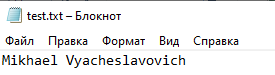 test.txt – Блокнот
Файл Правка Формат Вид Справка
Mikhael Vyacheslavovich